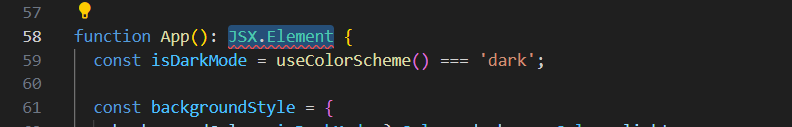 57
58 function App(): JSX.Element {
59 const isDarkMode = useColorScheme() === 'dark';
60
61 const backgroundStyle = {